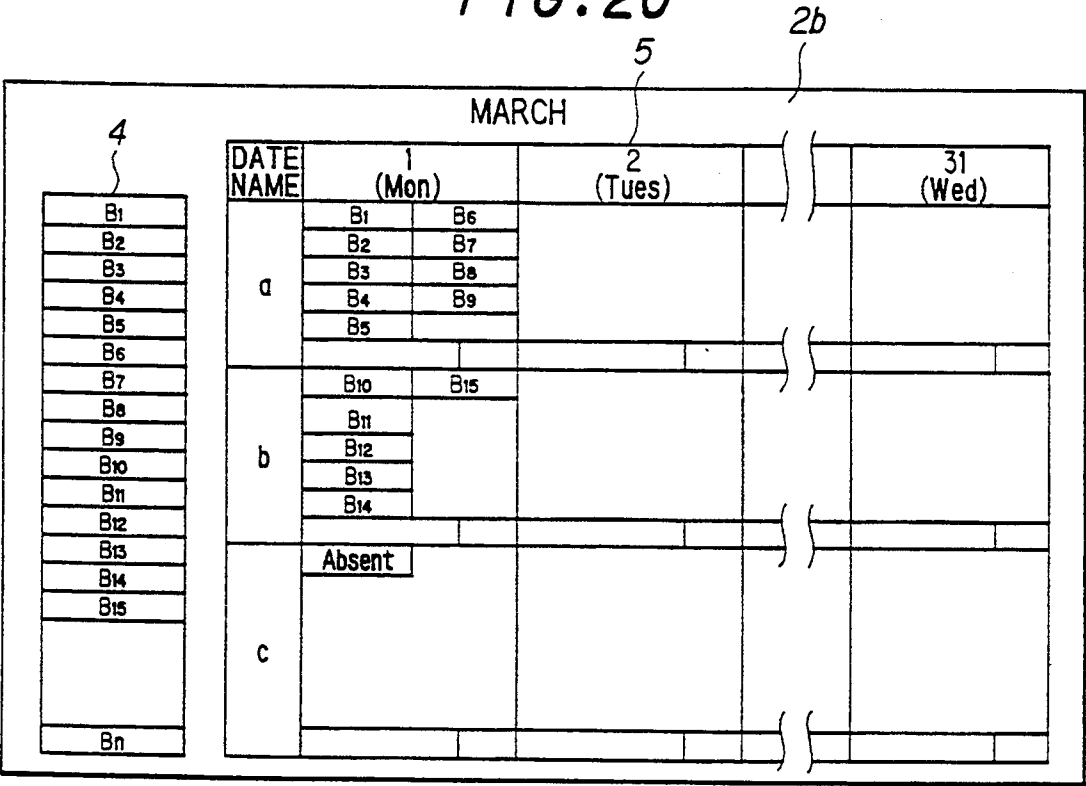 FIG. 20
2b
5
MARCH
4
DATE NAME
1 (Mon)
2 (Tues)
31 (Wed)
B1
B2
B3
B4
B5
B6
B7
B8
B9
B10
B11
B12
B13
B14
B15
Bn
a
B1 B6
B2 B7
B3 B8
B4 B9
B5
b
B10 B15
B11
B12
B13
B14
c
Absent